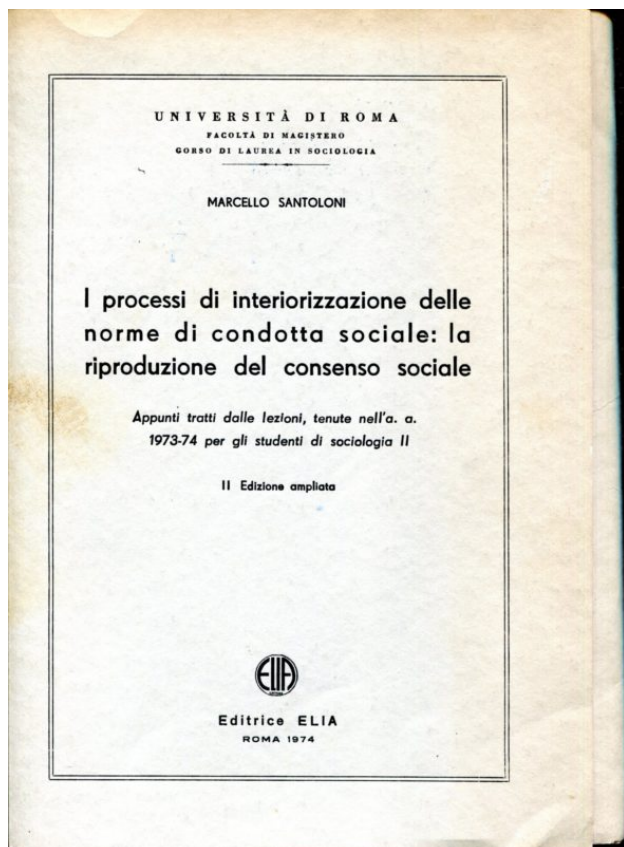 UNIVERSITÀ DI ROMA
FACOLTÀ DI MAGISTERO
CORSO DI LAUREA IN SOCIOLOGIA
MARCELLO SANTOLONI
I processi di interiorizzazione delle
norme di condotta sociale: la
riproduzione del consenso sociale
Appunti tratti dalle lezioni, tenute nell'a. a.
1973-74 per gli studenti di sociologia II
II Edizione ampliata
ELIA
Editrice ELIA
ROMA 1974